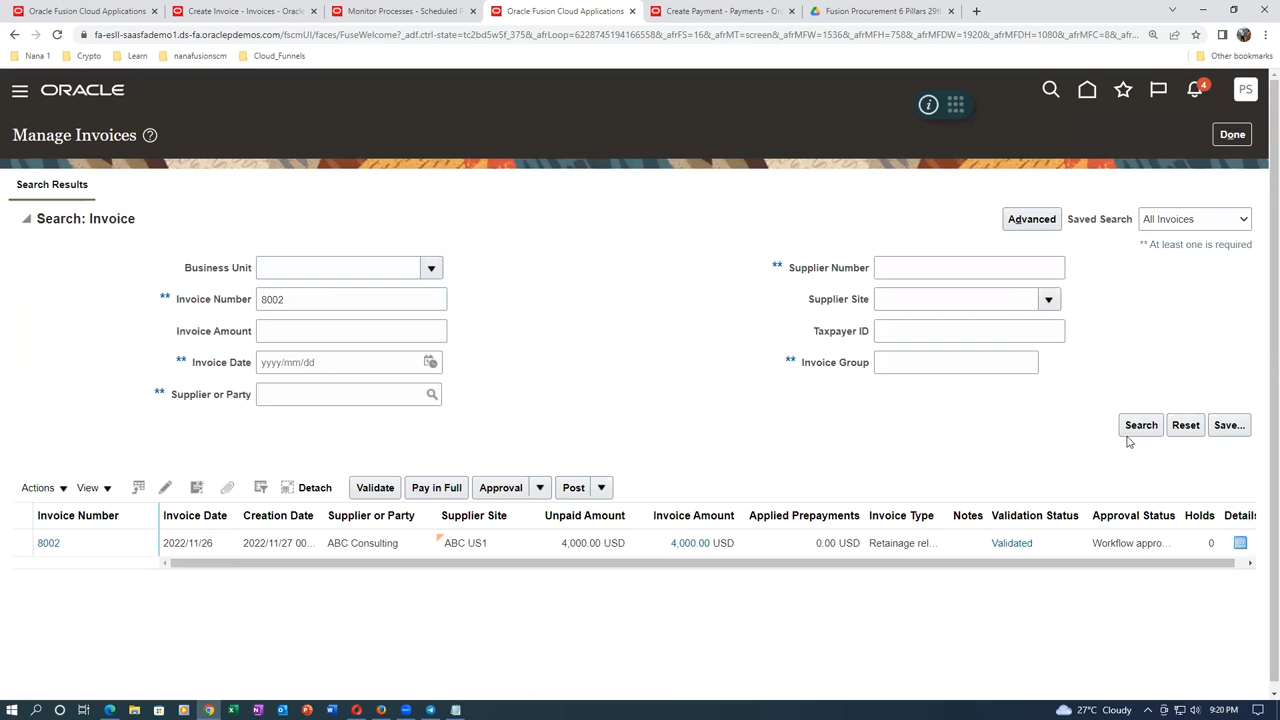 Oracle Fusion Cloud Applications
Create Invoice - Invoices - Oracle
Monitor Processes - Scheduled P
Oracle Fusion Cloud Applications
Create Payment - Payments - Or
Fusion Procurement 6 Pillars 29t
fa-esll-saasfademo1.ds-fa.oraclepdemos.com/fscmUI/faces/FuseWelcome?_adf.ctrl-state=tc2bd5w5f_375&_afrLoop=6228735194166558&_afrFS=16&_afrMT=screen&_afrMFW=1536&_afrMFH=758&_afrMFDW=1920&_afrMFDH=1080&_afrMFC=8&_afrMFCI=...
Nana 1 Crypto Learn nanafusionscm Cloud_Funnels Other bookmarks
ORACLE 4 PS
Manage Invoices ? Done
Search Results
Search: Invoice Advanced Saved Search All Invoices
** At least one is required
Business Unit ** Supplier Number
** Invoice Number 8002 Supplier Site
Invoice Amount Taxpayer ID
** Invoice Date yyyy/mm/dd ** Invoice Group
** Supplier or Party
Search Reset Save...
Actions View Detach Validate Pay in Full Approval Post
Invoice Number Invoice Date Creation Date Supplier or Party Supplier Site Unpaid Amount Invoice Amount Applied Prepayments Invoice Type Notes Validation Status Approval Status Holds Details
8002 2022/11/26 2022/11/27 00... ABC Consulting ABC US1 4,000.00 USD 4,000.00 USD 0.00 USD Retainage rel... Validated Workflow appro... 0
27°C Cloudy 9:20 PM